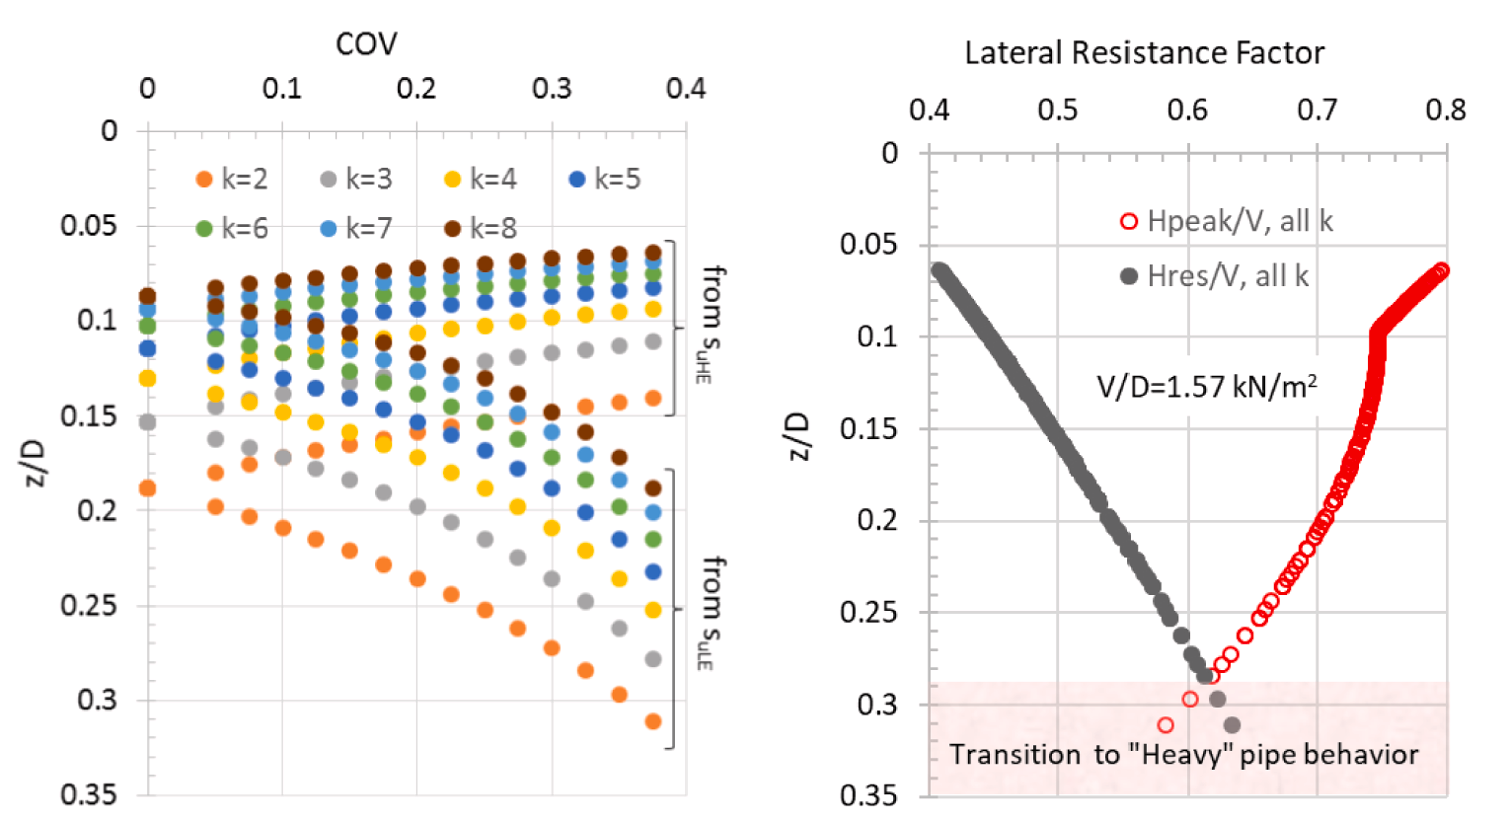 COV
0 0.1 0.2 0.3 0.4
0
0.05
0.1
0.15
0.2
0.25
0.3
0.35
z/D
k=2 k=3 k=4 k=5
k=6 k=7 k=8
from suHE
from suLE
Lateral Resistance Factor
0.4 0.5 0.6 0.7 0.8
0
0.05
0.1
0.15
0.2
0.25
0.3
0.35
z/D
Hpeak/V, all k
Hres/V, all k
V/D=1.57 kN/m²
Transition to "Heavy" pipe behavior